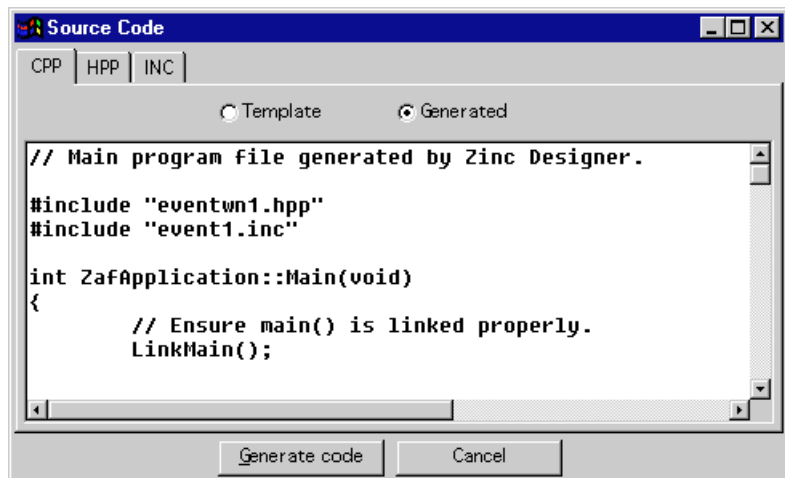 Source Code
CPP HPP INC
Template Generated
// Main program file generated by Zinc Designer.
#include "eventwn1.hpp"
#include "event1.inc"
int ZafApplication::Main(void)
{
// Ensure main() is linked properly.
LinkMain();
Generate code Cancel